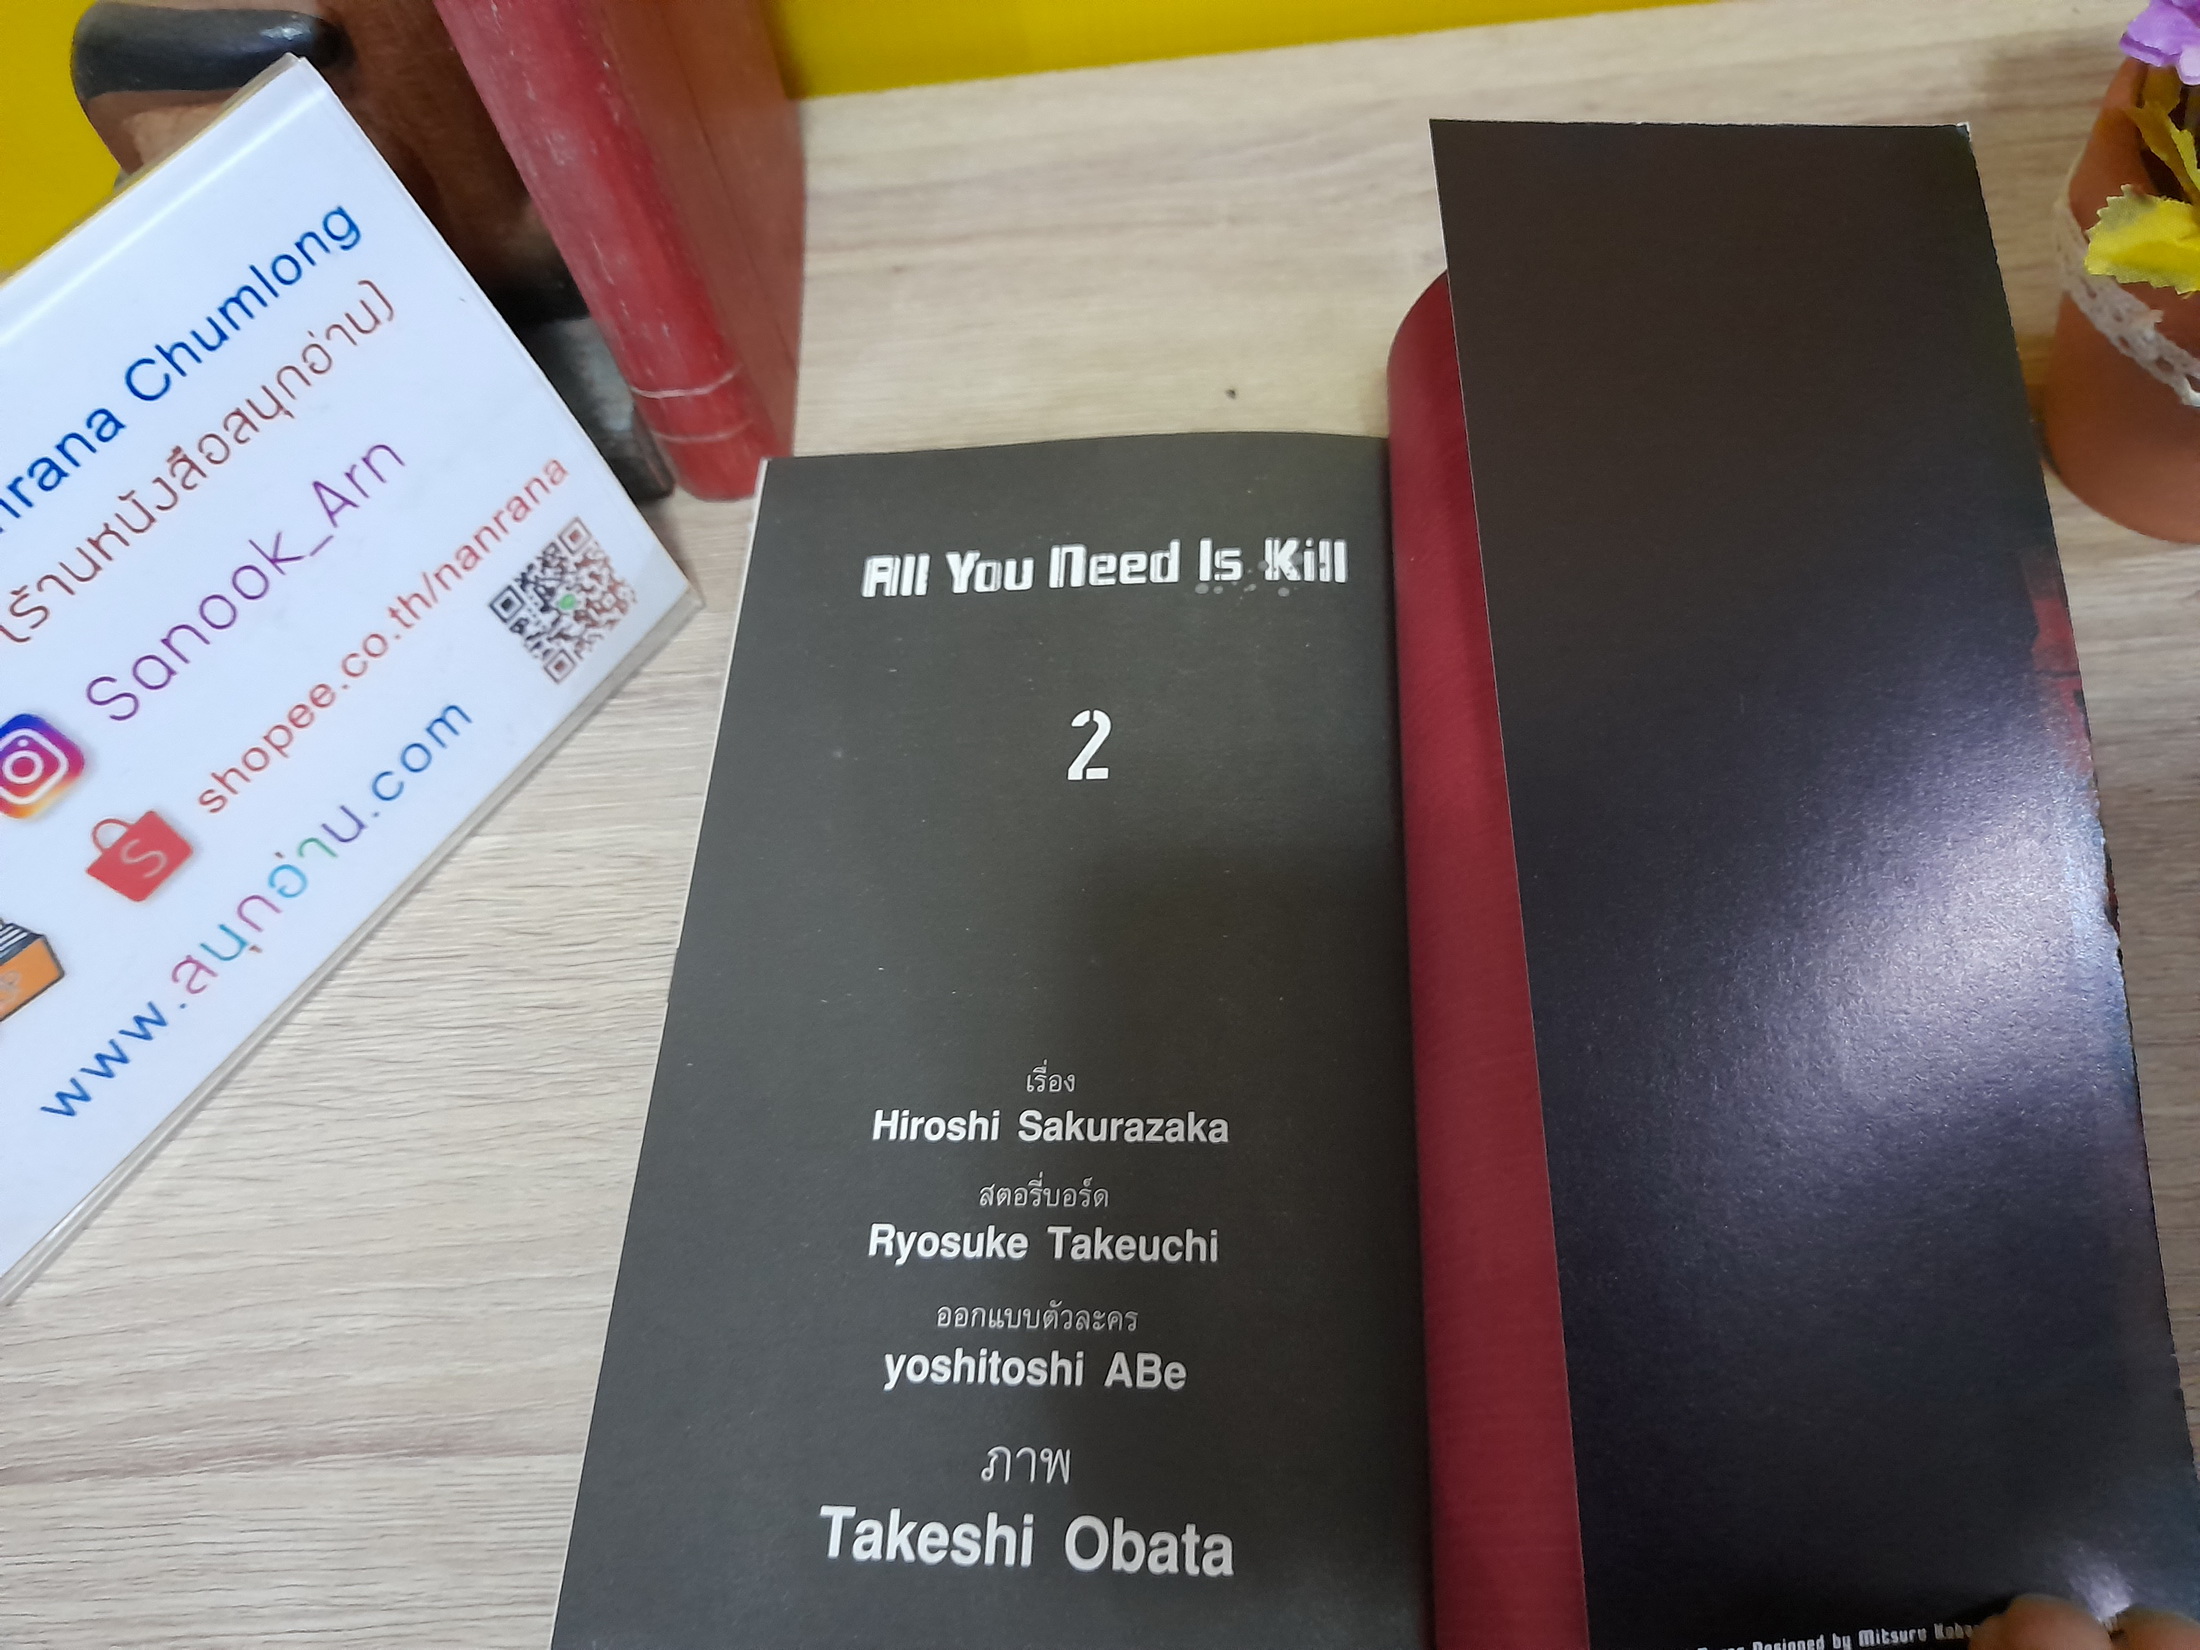 Chumlong
(ร้านหนังสือสนุกอ่าน)
Sanook_Arn
shopee.co.th/nanrana
www.สนุกอ่าน.com
All You Need Is Kill
2
เรื่อง
Hiroshi Sakurazaka
สตอรี่บอร์ด
Ryosuke Takeuchi
ออกแบบตัวละคร
yoshitoshi ABe
ภาพ
Takeshi Obata
Designed by Mitsuru